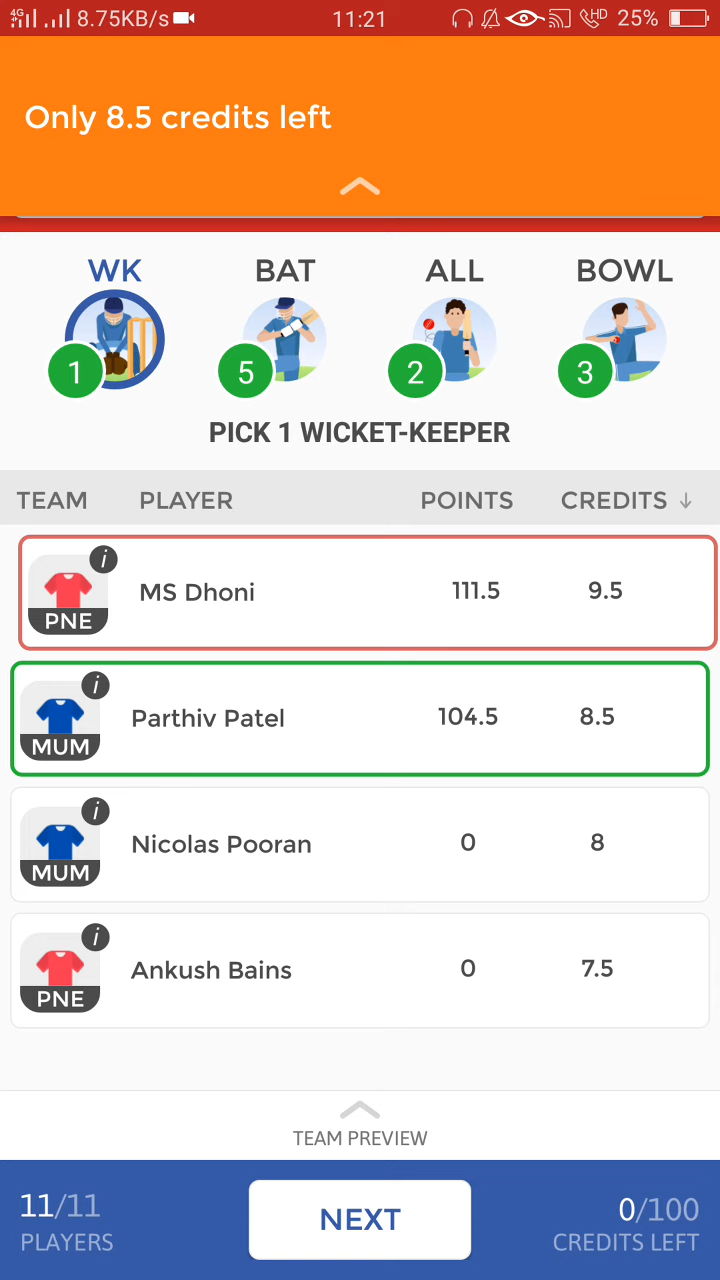 4G 8.75KB/s 11:21 HD 25%
Only 8.5 credits left
WK BAT ALL BOWL
1 5 2 3
PICK 1 WICKET-KEEPER
TEAM PLAYER POINTS CREDITS ↓
i
MS Dhoni 111.5 9.5
PNE
i
Parthiv Patel 104.5 8.5
MUM
i
Nicolas Pooran 0 8
MUM
i
Ankush Bains 0 7.5
PNE
TEAM PREVIEW
11/11 NEXT 0/100
PLAYERS CREDITS LEFT